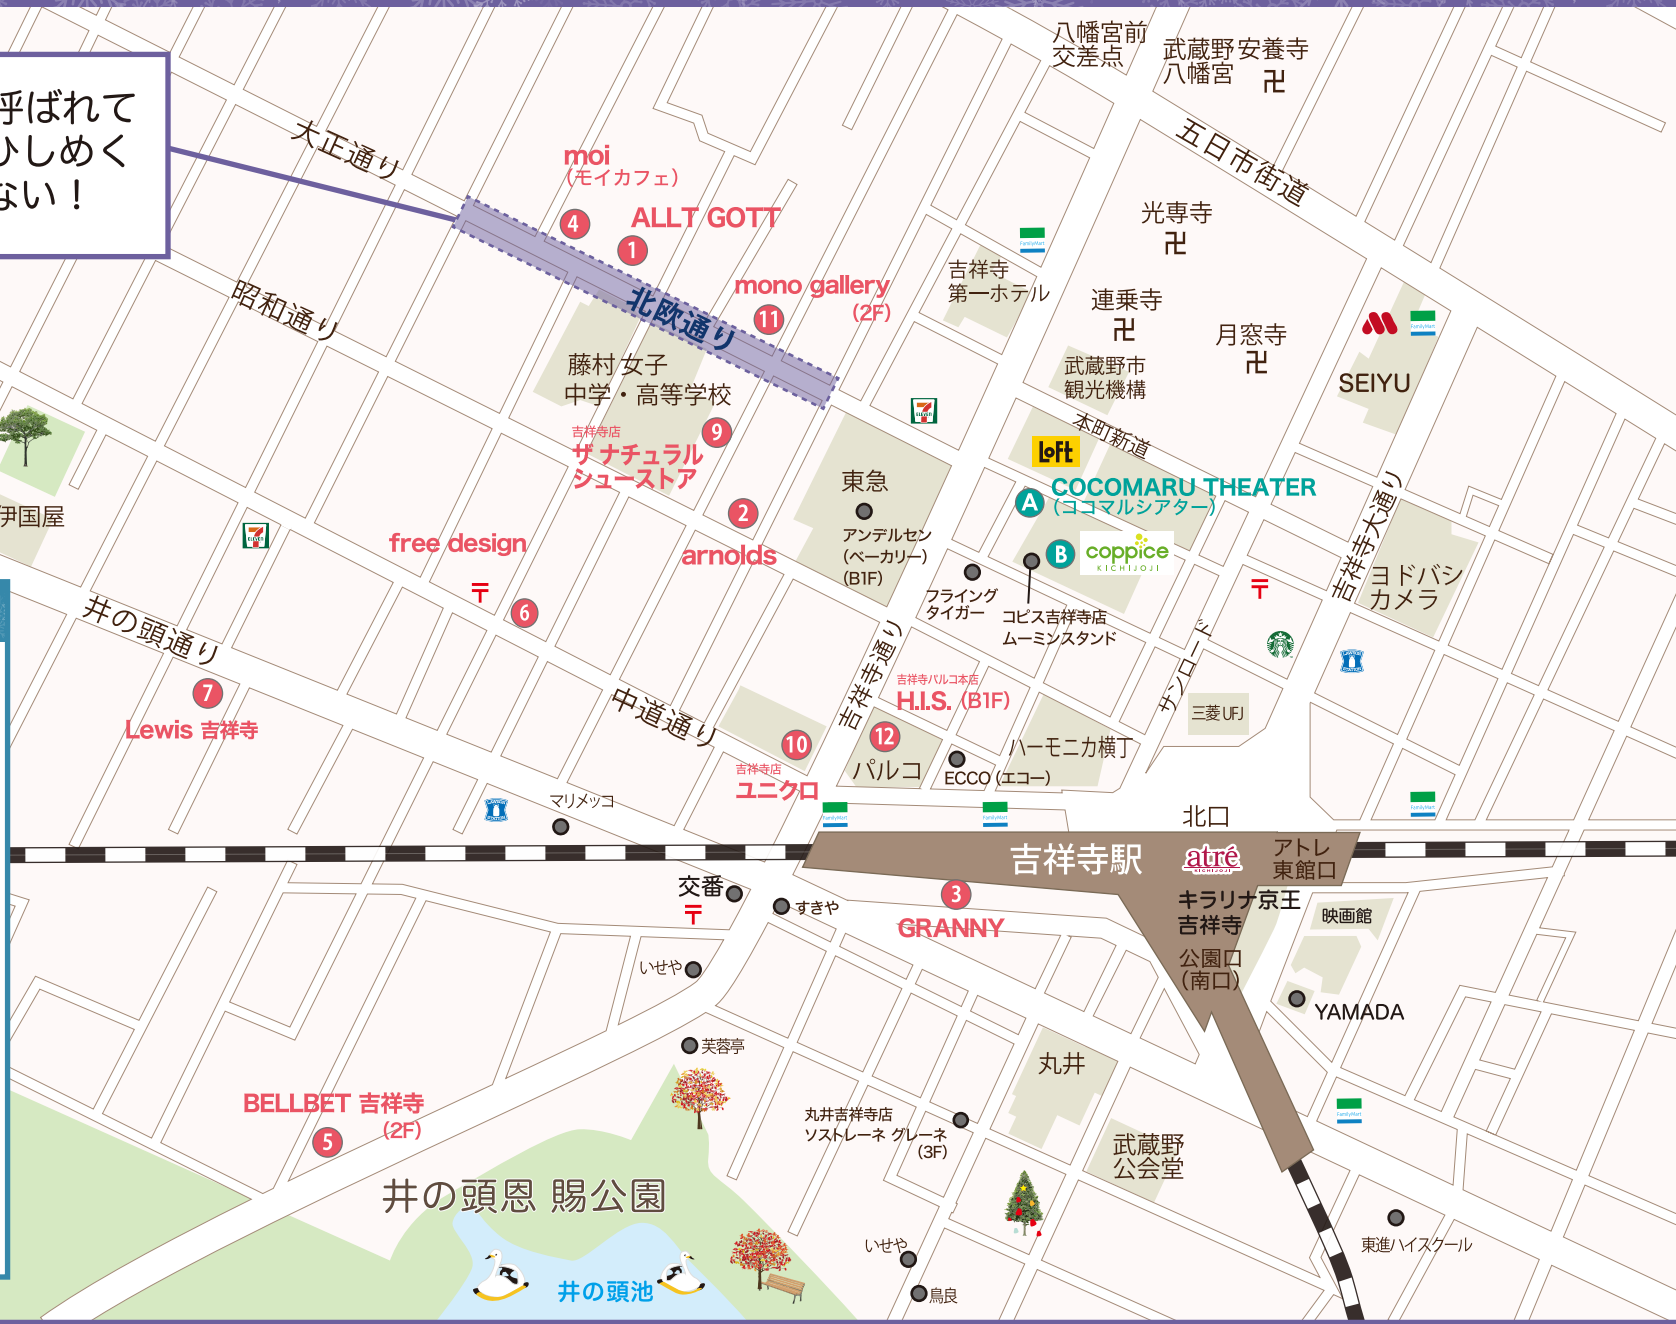 八幡宮前
交差点
武蔵野
八幡宮
安養寺
卍
呼ばれて
ひしめく
ない！
大正通り
五日市街道
moi
（モイカフェ）
4
ALLT GOTT
1
光専寺
卍
FamilyMart
吉祥寺
第一ホテル
mono gallery
（2F）
11
北欧通り
昭和通り
連乗寺
卍
月窓寺
卍
FamilyMart
SEIYU
武蔵野市
観光機構
藤村 女子
中学・高等学校
7
ELEVEN
本町新道
LOFT
吉祥寺店
ザ ナチュラル
シューストア
9
東急
アンデルセン
（ベーカリー）
（B1F）
A
COCOMARU THEATER
（ココマルシアター）
B
coppice
KICHIJOJI
吉祥寺大通り
伊国屋
7
ELEVEN
2
arnolds
free design
〒
6
フライング
タイガー
コピス吉祥寺店
ムーミンスタンド
〒
ヨドバシ
カメラ
井の頭通り
吉祥寺通り
サンロード
7
Lewis 吉祥寺
中道通り
吉祥寺パルコ本店
H.I.S.（B1F）
12
パルコ
三菱 UFJ
10
吉祥寺店
ユニクロ
ハーモニカ横丁
ECCO（エコー）
マリメッコ
FamilyMart
FamilyMart
FamilyMart
北口
吉祥寺駅
atré
KICHIJOJI
アトレ
東館口
交番
〒
すきや
3
GRANNY
キラリナ京王
吉祥寺
映画館
公園口
（南口）
いせや
YAMADA
芙蓉亭
丸井
BELLBET 吉祥寺
（2F）
5
丸井吉祥寺店
ソストレーネ グレーネ
（3F）
FamilyMart
武蔵野
公会堂
井の頭恩 賜公園
いせや
東進ハイスクール
井の頭池
鳥良